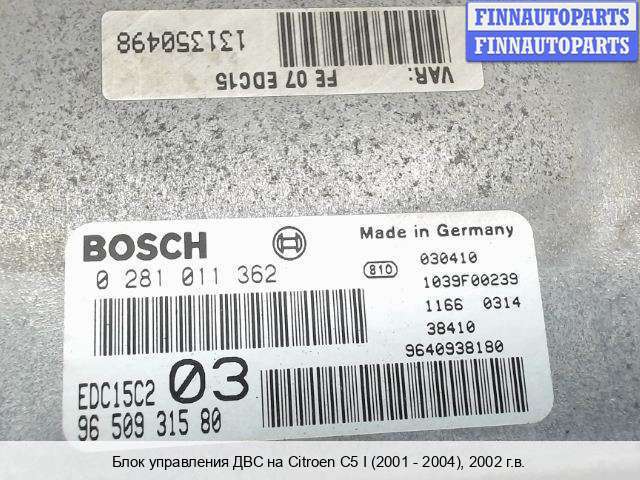 FINNAUTOPARTS
FINNAUTOPARTS
VAR:
FE 07 EDC15
131350498
BOSCH
Made in Germany
0 281 011 362
810
030410
1039F00239
1166 0314
38410
9640938180
EDC15C2
03
96 509 315 80
Блок управления ДВС на Citroen C5 I (2001 - 2004), 2002 г.в.